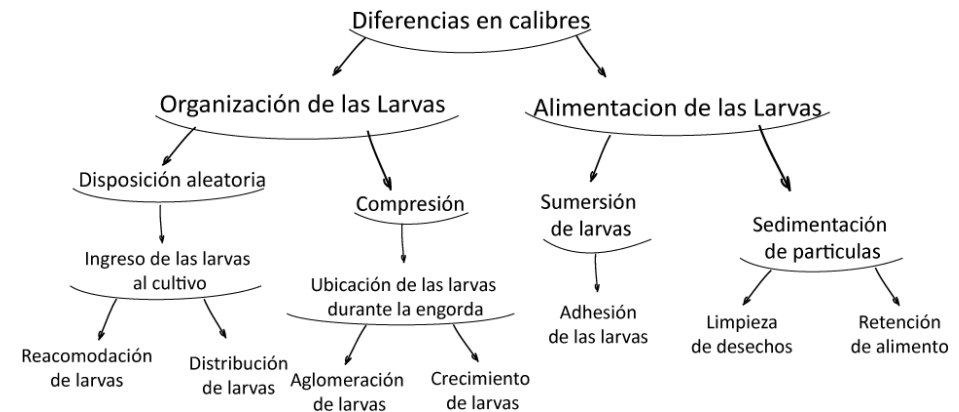 Diferencias en calibres
Organización de las Larvas
Alimentacion de las Larvas
Disposición aleatoria
Compresión
Sumersión
de larvas
Sedimentación
de particulas
Ingreso de las larvas
al cultivo
Ubicación de las larvas
durante la engorda
Adhesión
de las larvas
Limpieza
de desechos
Retención
de alimento
Reacomodación
de larvas
Distribución
de larvas
Aglomeración
de larvas
Crecimiento
de larvas